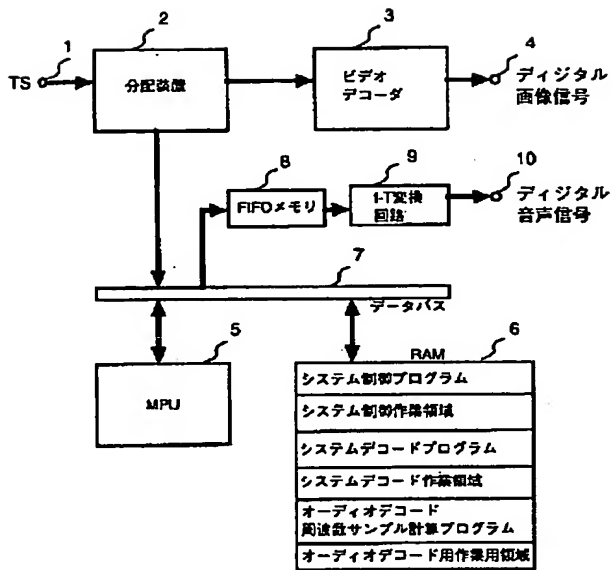 1
2
3
4
TS
分配装置
ビデオ
デコーダ
ディジタル
画像信号
8
9
10
FIFOメモリ
f-T変換
回路
ディジタル
音声信号
7
データバス
5
RAM
6
MPU
システム制御プログラム
システム制御作業領域
システムデコードプログラム
システムデコード作業領域
オーディオデコード
周波数サンプル計算プログラム
オーディオデコード用作業用領域